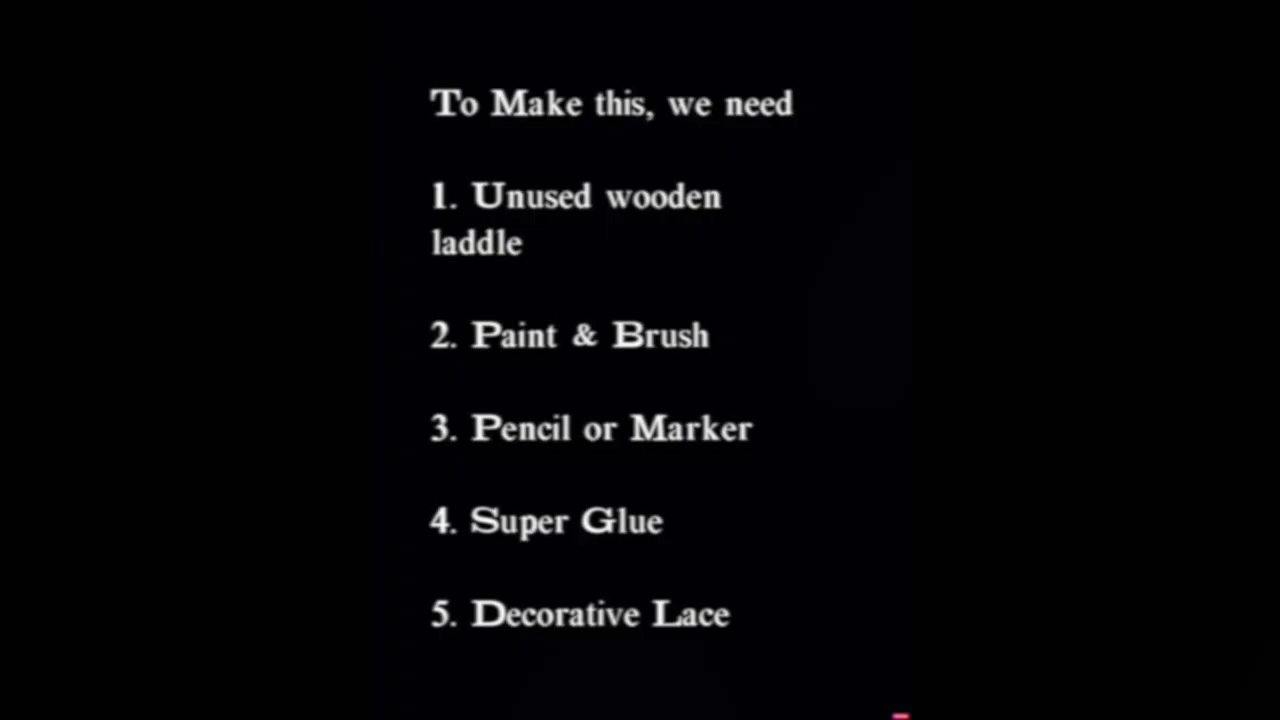 To Make this, we need
1. Unused wooden
laddle
2. Paint & Brush
3. Pencil or Marker
4. Super Glue
5. Decorative Lace